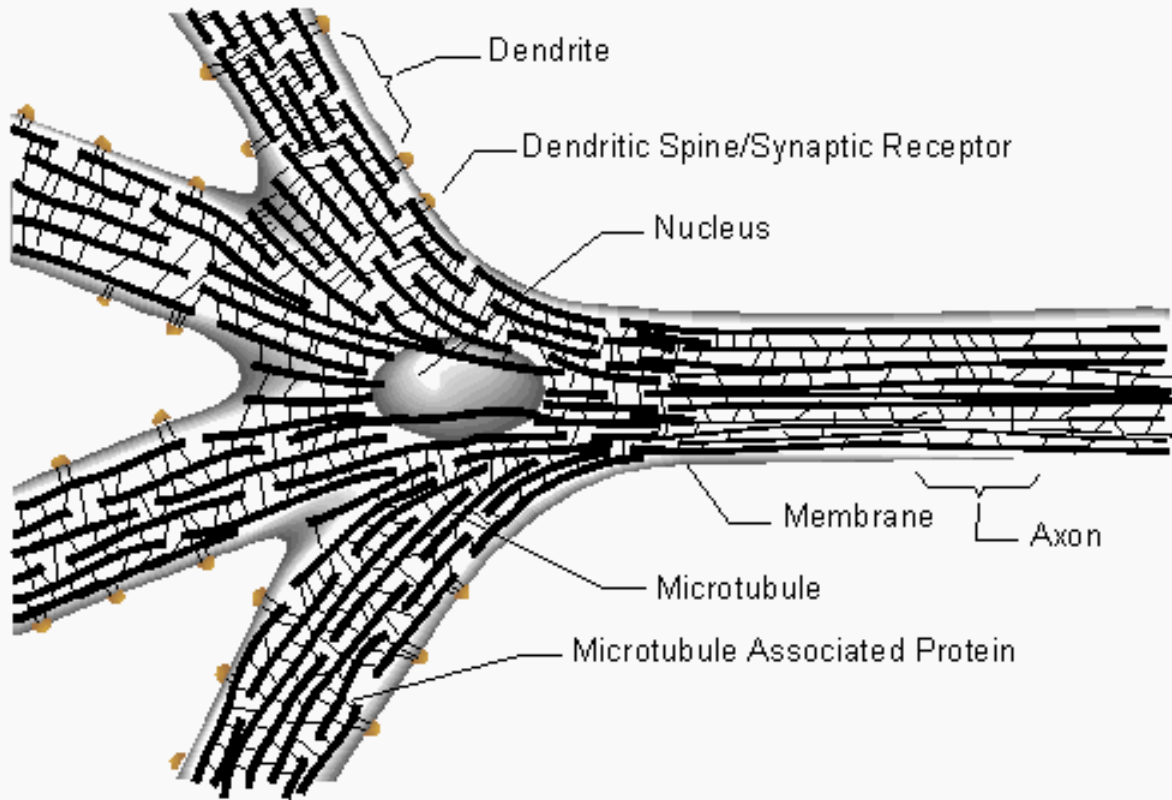 Dendrite
Dendritic Spine/Synaptic Receptor
Nucleus
Membrane
Axon
Microtubule
Microtubule Associated Protein